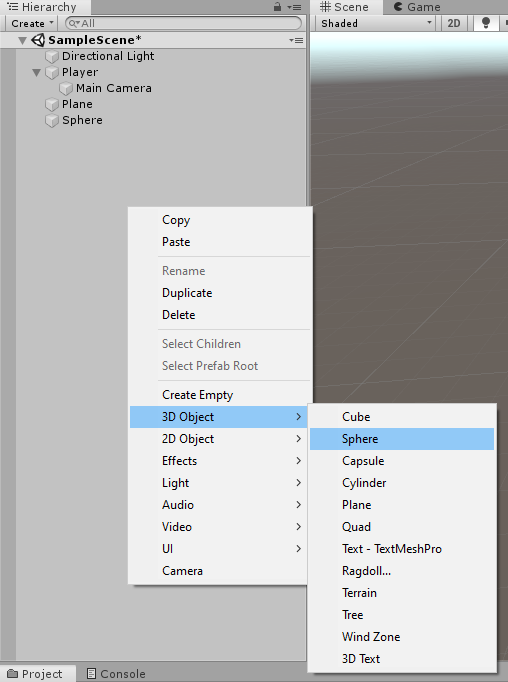 Hierarchy
Create
All
SampleScene*
Directional Light
Player
Main Camera
Plane
Sphere
Scene
Game
Shaded
2D
Copy
Paste
Rename
Duplicate
Delete
Select Children
Select Prefab Root
Create Empty
3D Object
2D Object
Effects
Light
Audio
Video
UI
Camera
Cube
Sphere
Capsule
Cylinder
Plane
Quad
Text - TextMeshPro
Ragdoll...
Terrain
Tree
Wind Zone
3D Text
Project
Console